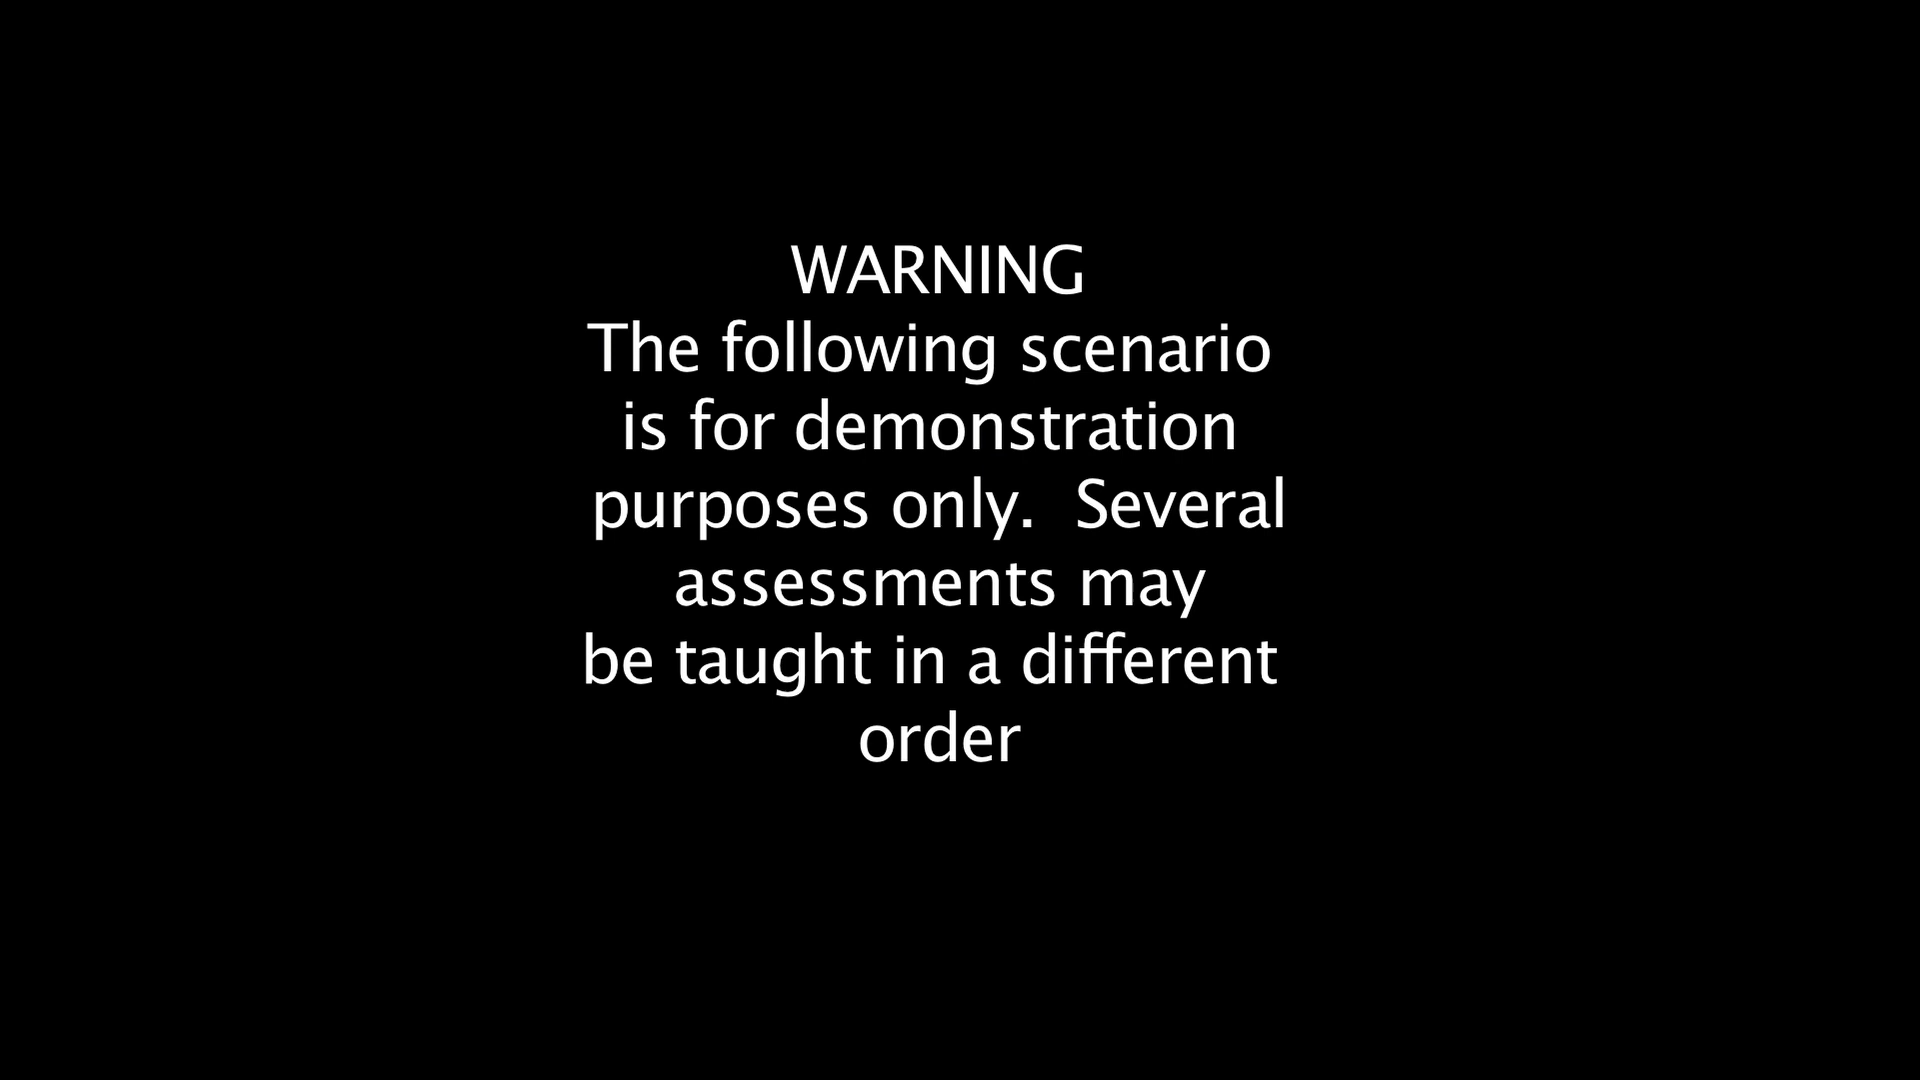 WARNING
The following scenario
is for demonstration
purposes only.  Several
assessments may
be taught in a different
order